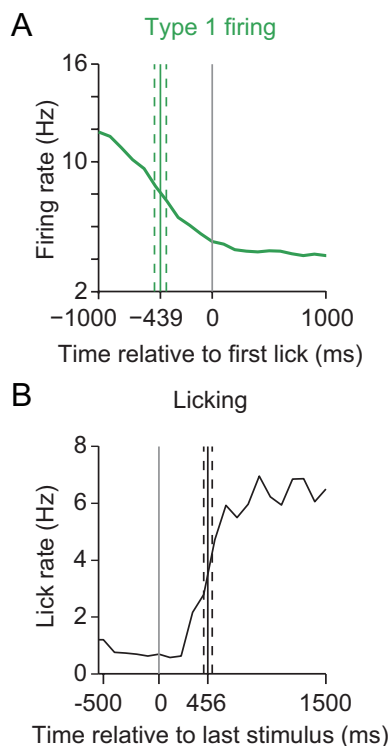 A
Type 1 firing
Firing rate (Hz)
16
10
2
−1000
−439
0
1000
Time relative to first lick (ms)
B
Licking
Lick rate (Hz)
8
6
4
2
0
-500
0
456
1500
Time relative to last stimulus (ms)